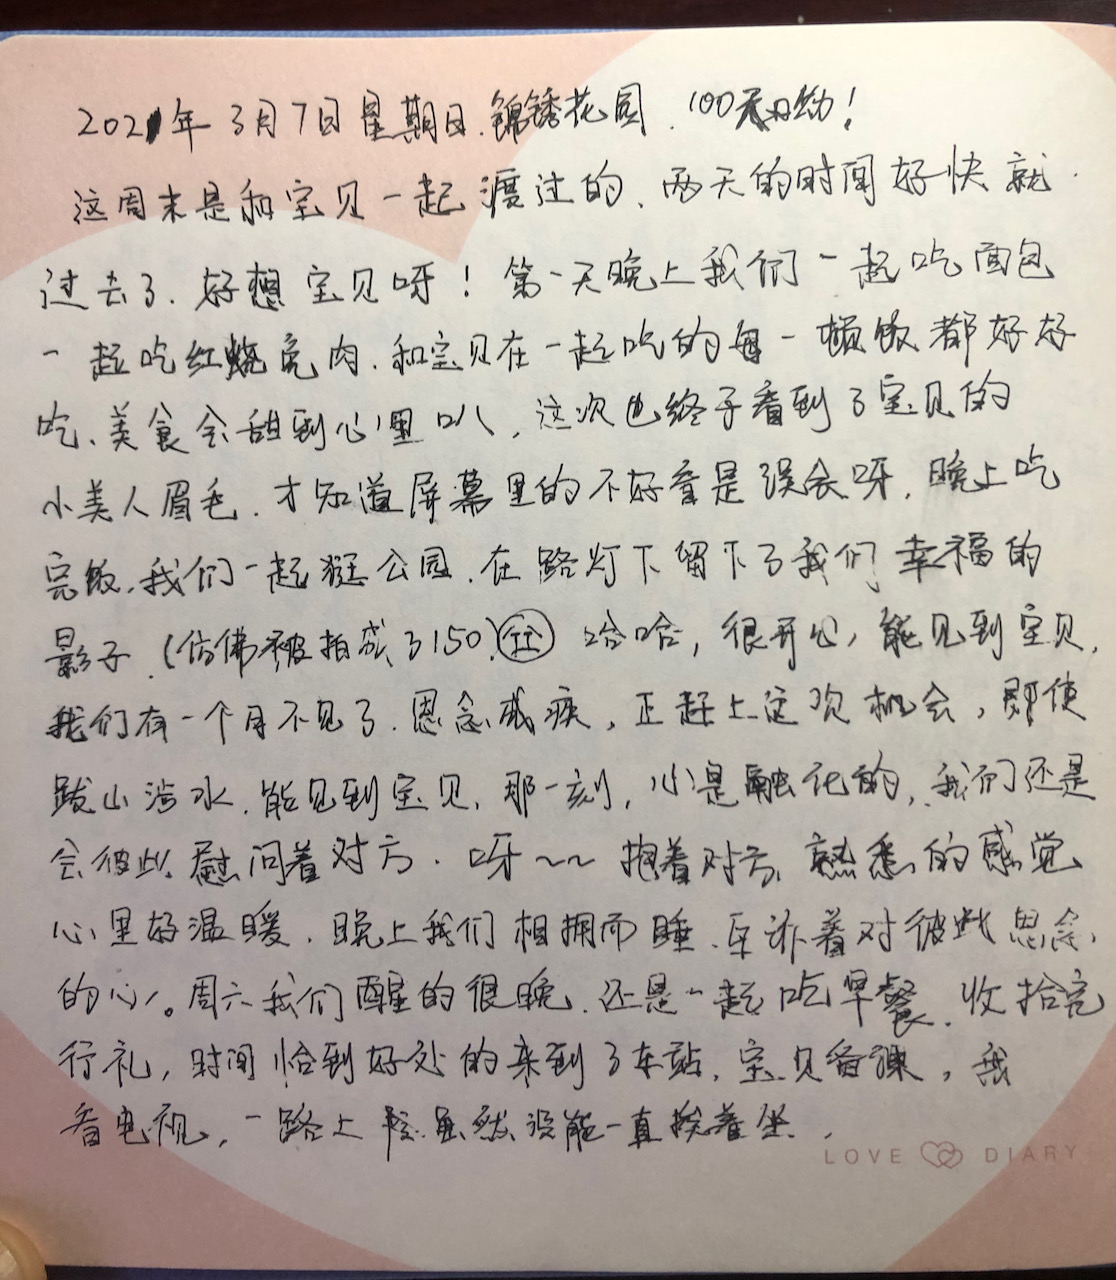 2021年3月7日星期日.锦绣花园.100天快乐!
这周末是和宝贝一起渡过的、两天的时间好快就
过去了.好想宝贝呀!第一天晚上我们一起吃面包
一起吃红烧兔肉.和宝贝在一起吃的每一顿饭都好好
吃、美食会甜到心里叭,这次也终于看到了宝贝的
小美人眉毛.才知道屏幕里的不好看是误会呀.晚上吃
完饭.我们一起逛公园.在路灯下留下了我们幸福的
影子.(仿佛被拍成了150) 哈哈,很开心,能见到宝贝,
我们有一个月不见了.思念成疾,正赶上这次机会,即使
跋山涉水.能见到宝贝、那一刻,心是融化的,我们还是
会彼此慰问着对方.呀~~抱着对方.熟悉的感觉
心里好温暖.晚上我们相拥而睡.互诉着对彼此思念
的心。周六我们醒的很晚.还是一起吃早餐.收拾完
行礼,时间恰到好处的来到了车站.宝贝备课,我
看电视,一路上虽然没能一直挨着坐.
LOVE DIARY